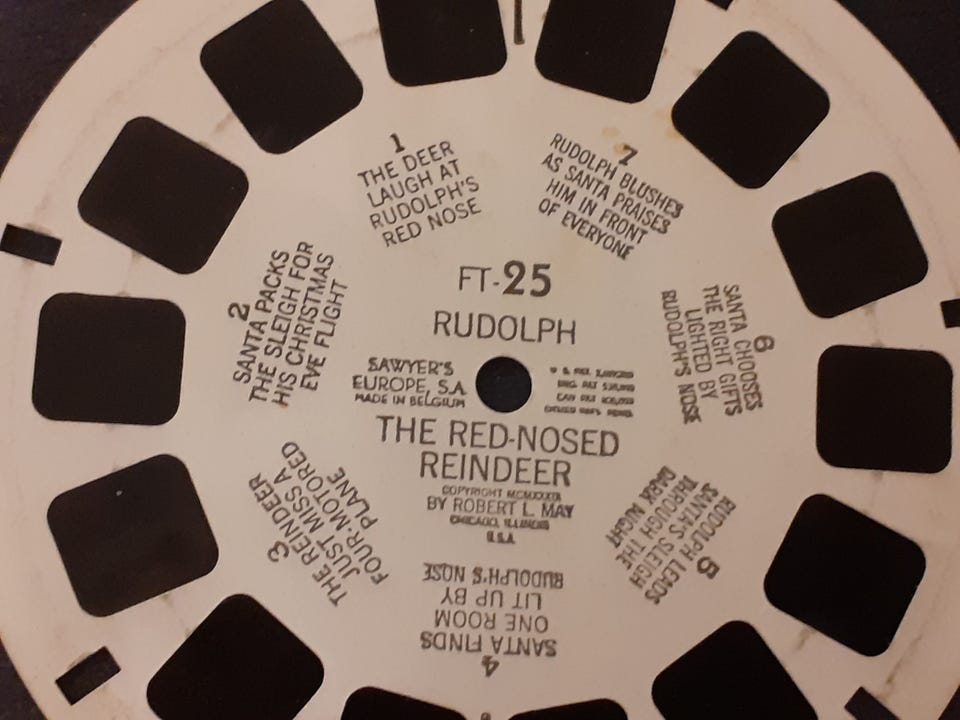 FT-25
RUDOLPH
SAWYER'S
EUROPE, S.A.
MADE IN BELGIUM
THE RED-NOSED
REINDEER
COPYRIGHT MCMXXXIX
BY ROBERT L. MAY
CHICAGO, ILLINOIS
U.S.A.
1
THE DEER
LAUGH AT
RUDOLPH'S
RED NOSE
2
SANTA PACKS
THE SLEIGH FOR
HIS CHRISTMAS
EVE FLIGHT
3
THE REINDEER
JUST MISS A
FOUR-MOTORED
PLANE
4
SANTA FINDS
ONE ROOM
LIT UP BY
RUDOLPH'S NOSE
5
RUDOLPH LEADS
SANTA'S SLEIGH
THROUGH THE
DARK NIGHT
6
SANTA CHOOSES
THE RIGHT GIFTS
LIGHTED BY
RUDOLPH'S NOSE
7
RUDOLPH BLUSHES
AS SANTA PRAISES
HIM IN FRONT
OF EVERYONE